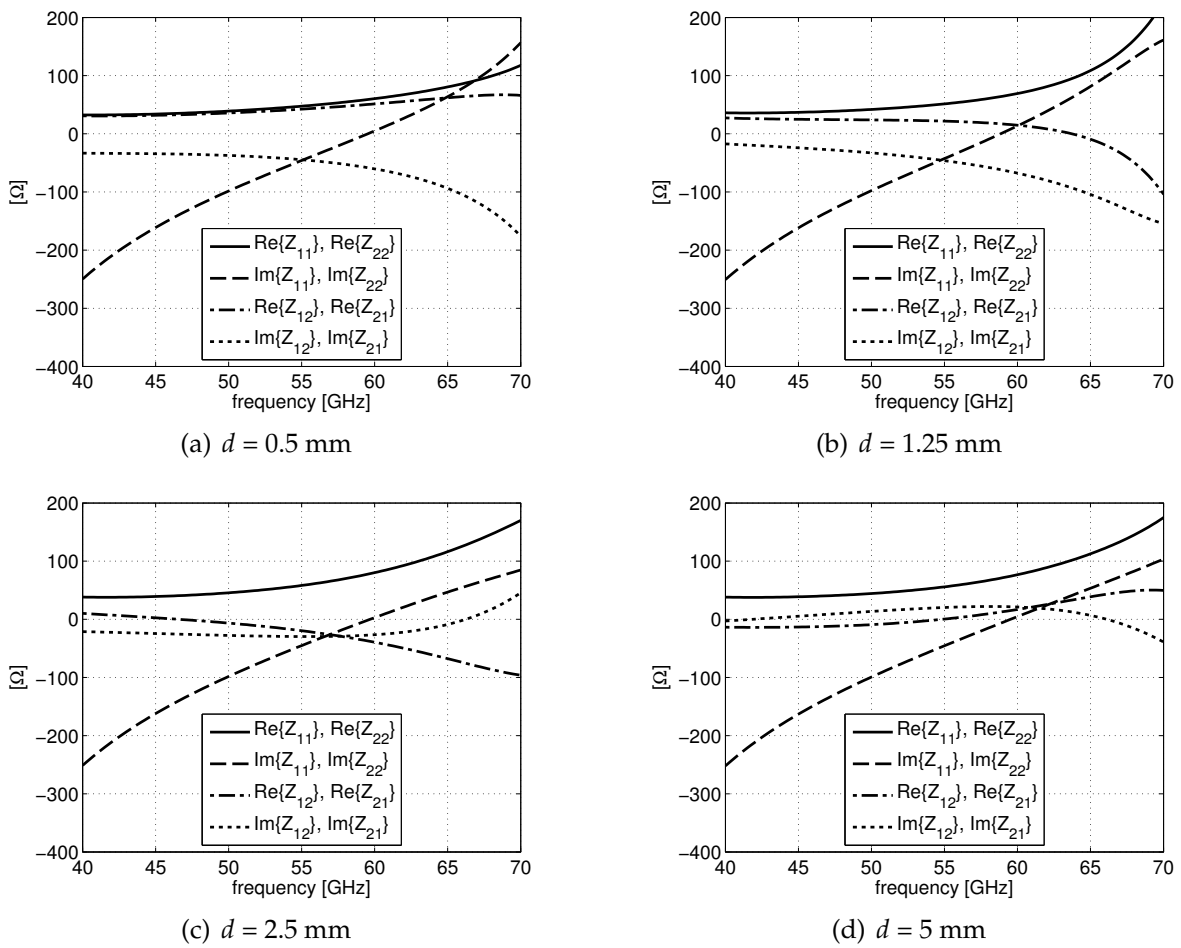 200
100
0
−100
−200
−300
−400
[Ω]
Re{Z11}, Re{Z22}
Im{Z11}, Im{Z22}
Re{Z12}, Re{Z21}
Im{Z12}, Im{Z21}
40 45 50 55 60 65 70
frequency [GHz]
(a) d = 0.5 mm
200
100
0
−100
−200
−300
−400
[Ω]
Re{Z11}, Re{Z22}
Im{Z11}, Im{Z22}
Re{Z12}, Re{Z21}
Im{Z12}, Im{Z21}
40 45 50 55 60 65 70
frequency [GHz]
(b) d = 1.25 mm
200
100
0
−100
−200
−300
−400
[Ω]
Re{Z11}, Re{Z22}
Im{Z11}, Im{Z22}
Re{Z12}, Re{Z21}
Im{Z12}, Im{Z21}
40 45 50 55 60 65 70
frequency [GHz]
(c) d = 2.5 mm
200
100
0
−100
−200
−300
−400
[Ω]
Re{Z11}, Re{Z22}
Im{Z11}, Im{Z22}
Re{Z12}, Re{Z21}
Im{Z12}, Im{Z21}
40 45 50 55 60 65 70
frequency [GHz]
(d) d = 5 mm